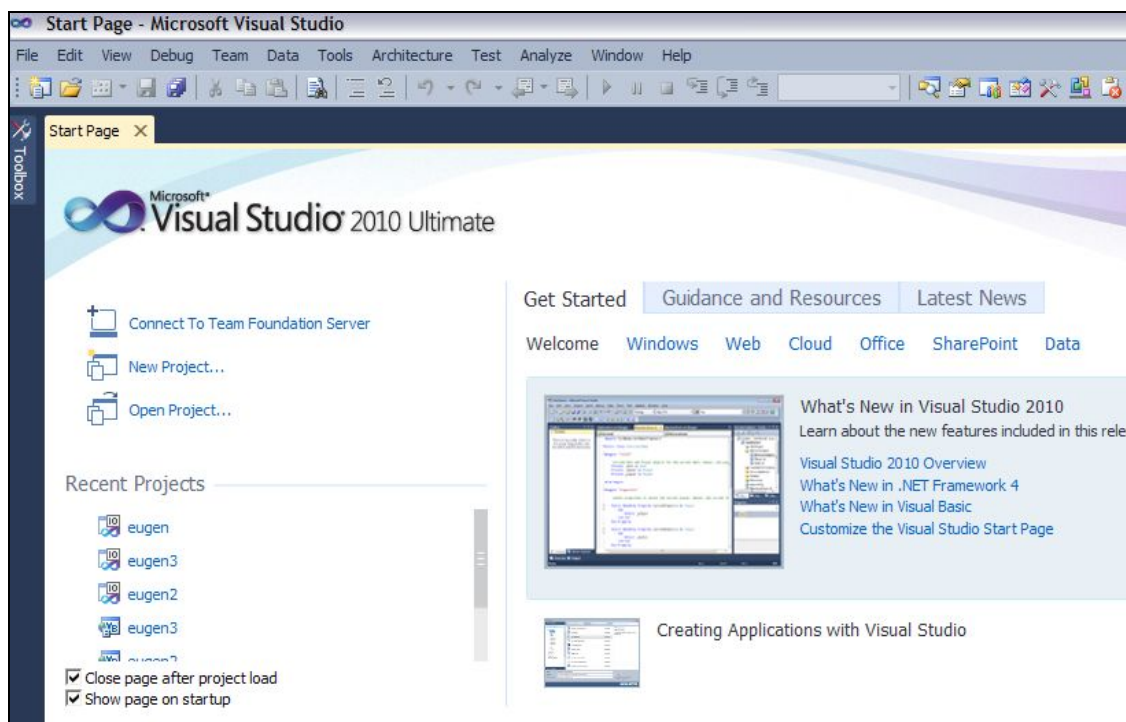 Start Page - Microsoft Visual Studio
File Edit View Debug Team Data Tools Architecture Test Analyze Window Help
Toolbox
Start Page
Microsoft
Visual Studio 2010 Ultimate
Connect To Team Foundation Server
New Project...
Open Project...
Recent Projects
eugen
eugen3
eugen2
eugen3
Close page after project load
Show page on startup
Get Started Guidance and Resources Latest News
Welcome Windows Web Cloud Office SharePoint Data
What's New in Visual Studio 2010
Learn about the new features included in this rele
Visual Studio 2010 Overview
What's New in .NET Framework 4
What's New in Visual Basic
Customize the Visual Studio Start Page
Creating Applications with Visual Studio